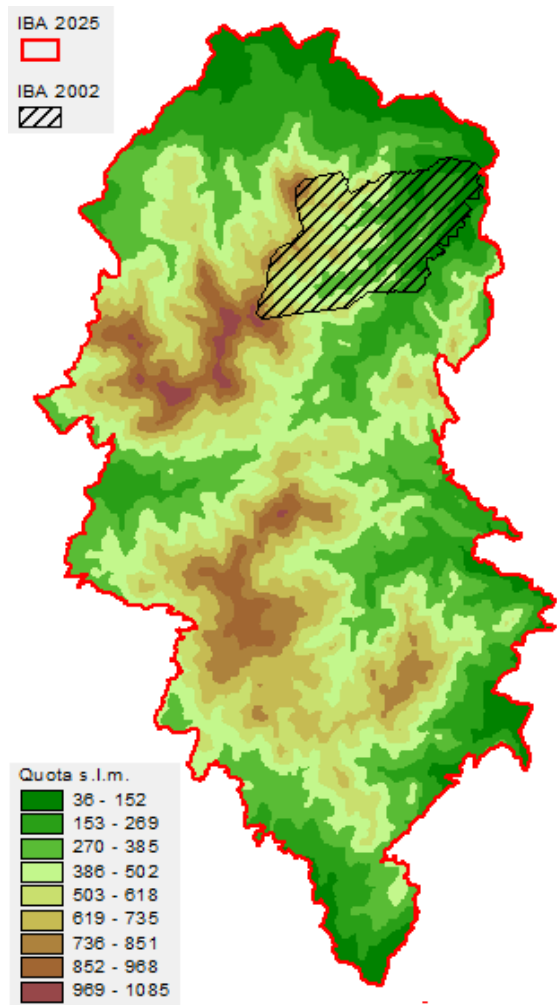 IBA 2025
IBA 2002
Quota s.l.m.
36 - 152
153 - 269
270 - 385
386 - 502
503 - 618
619 - 735
736 - 851
852 - 968
969 - 1085